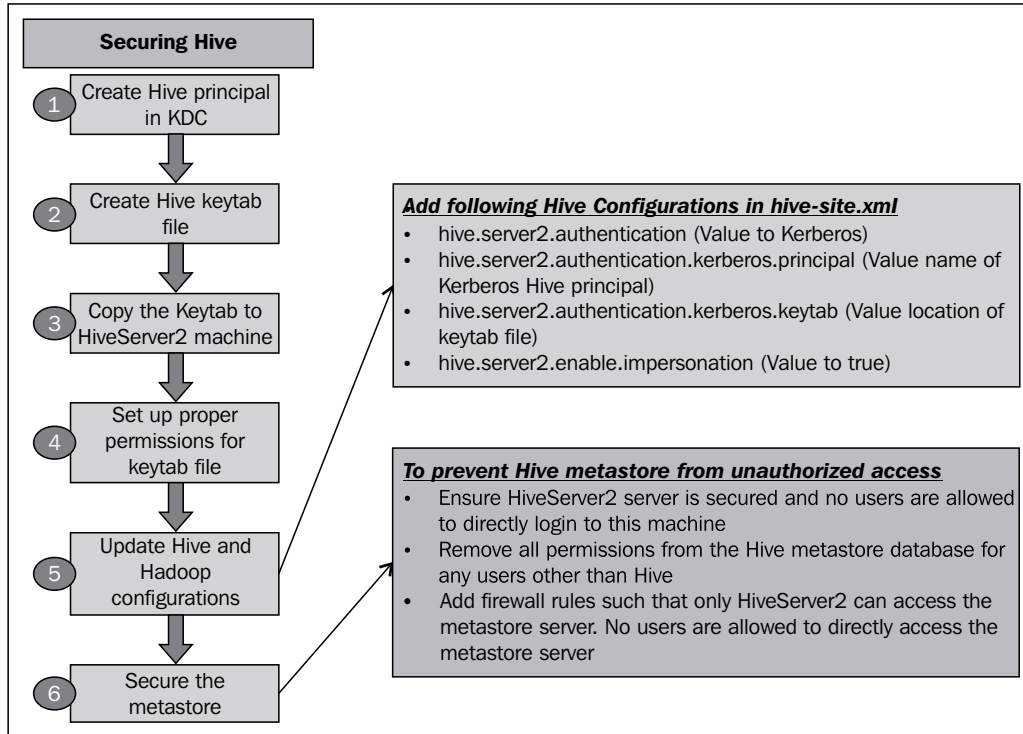 Securing Hive
1
Create Hive principal
in KDC
2
Create Hive keytab
file
3
Copy the Keytab to
HiveServer2 machine
4
Set up proper
permissions for
keytab file
5
Update Hive and
Hadoop
configurations
6
Secure the
metastore
Add following Hive Configurations in hive-site.xml
• hive.server2.authentication (Value to Kerberos)
• hive.server2.authentication.kerberos.principal (Value name of
Kerberos Hive principal)
• hive.server2.authentication.kerberos.keytab (Value location of
keytab file)
• hive.server2.enable.impersonation (Value to true)
To prevent Hive metastore from unauthorized access
• Ensure HiveServer2 server is secured and no users are allowed
to directly login to this machine
• Remove all permissions from the Hive metastore database for
any users other than Hive
• Add firewall rules such that only HiveServer2 can access the
metastore server. No users are allowed to directly access the
metastore server